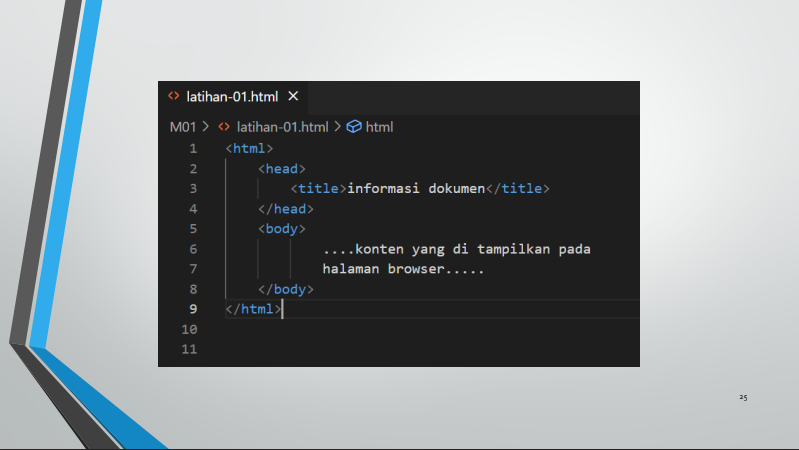 latihan-01.html ×
M01 > latihan-01.html > html
1 <html>
2 <head>
3 <title>informasi dokumen</title>
4 </head>
5 <body>
6 ....konten yang di tampilkan pada
7 halaman browser.....
8 </body>
9 </html>
10
11
25